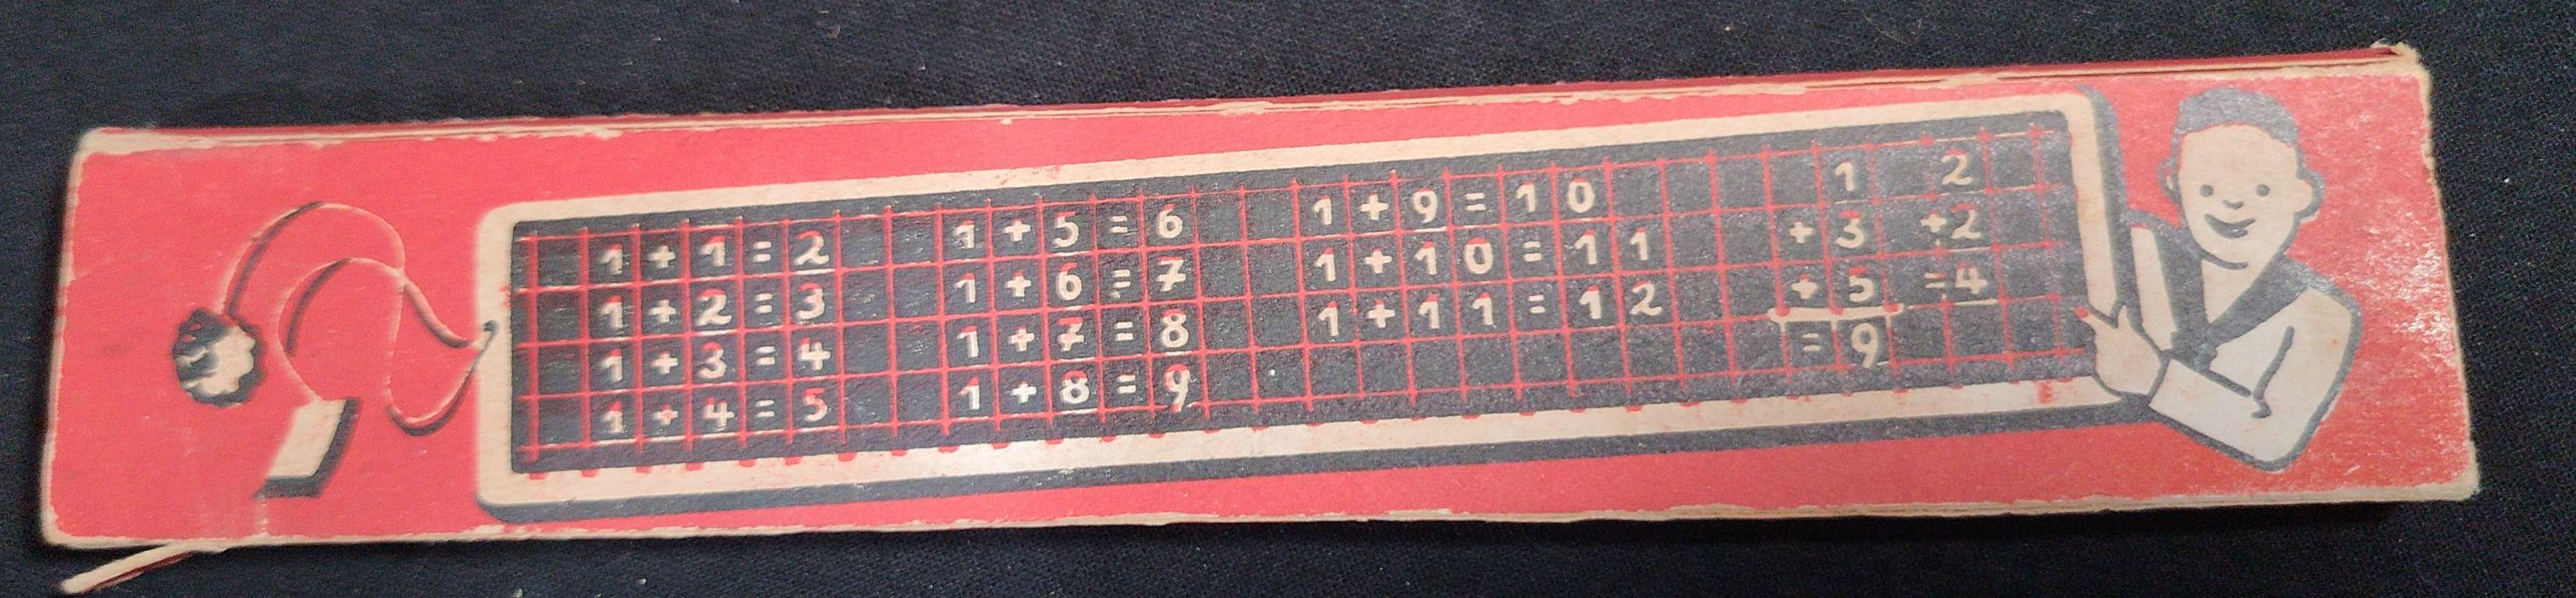 1 + 1 = 2
1 + 2 = 3
1 + 3 = 4
1 + 4 = 5
1 + 5 = 6
1 + 6 = 7
1 + 7 = 8
1 + 8 = 9
1 + 9 = 10
1 + 10 = 11
1 + 11 = 12
1
+ 3
+ 5
= 9
2
+2
=4